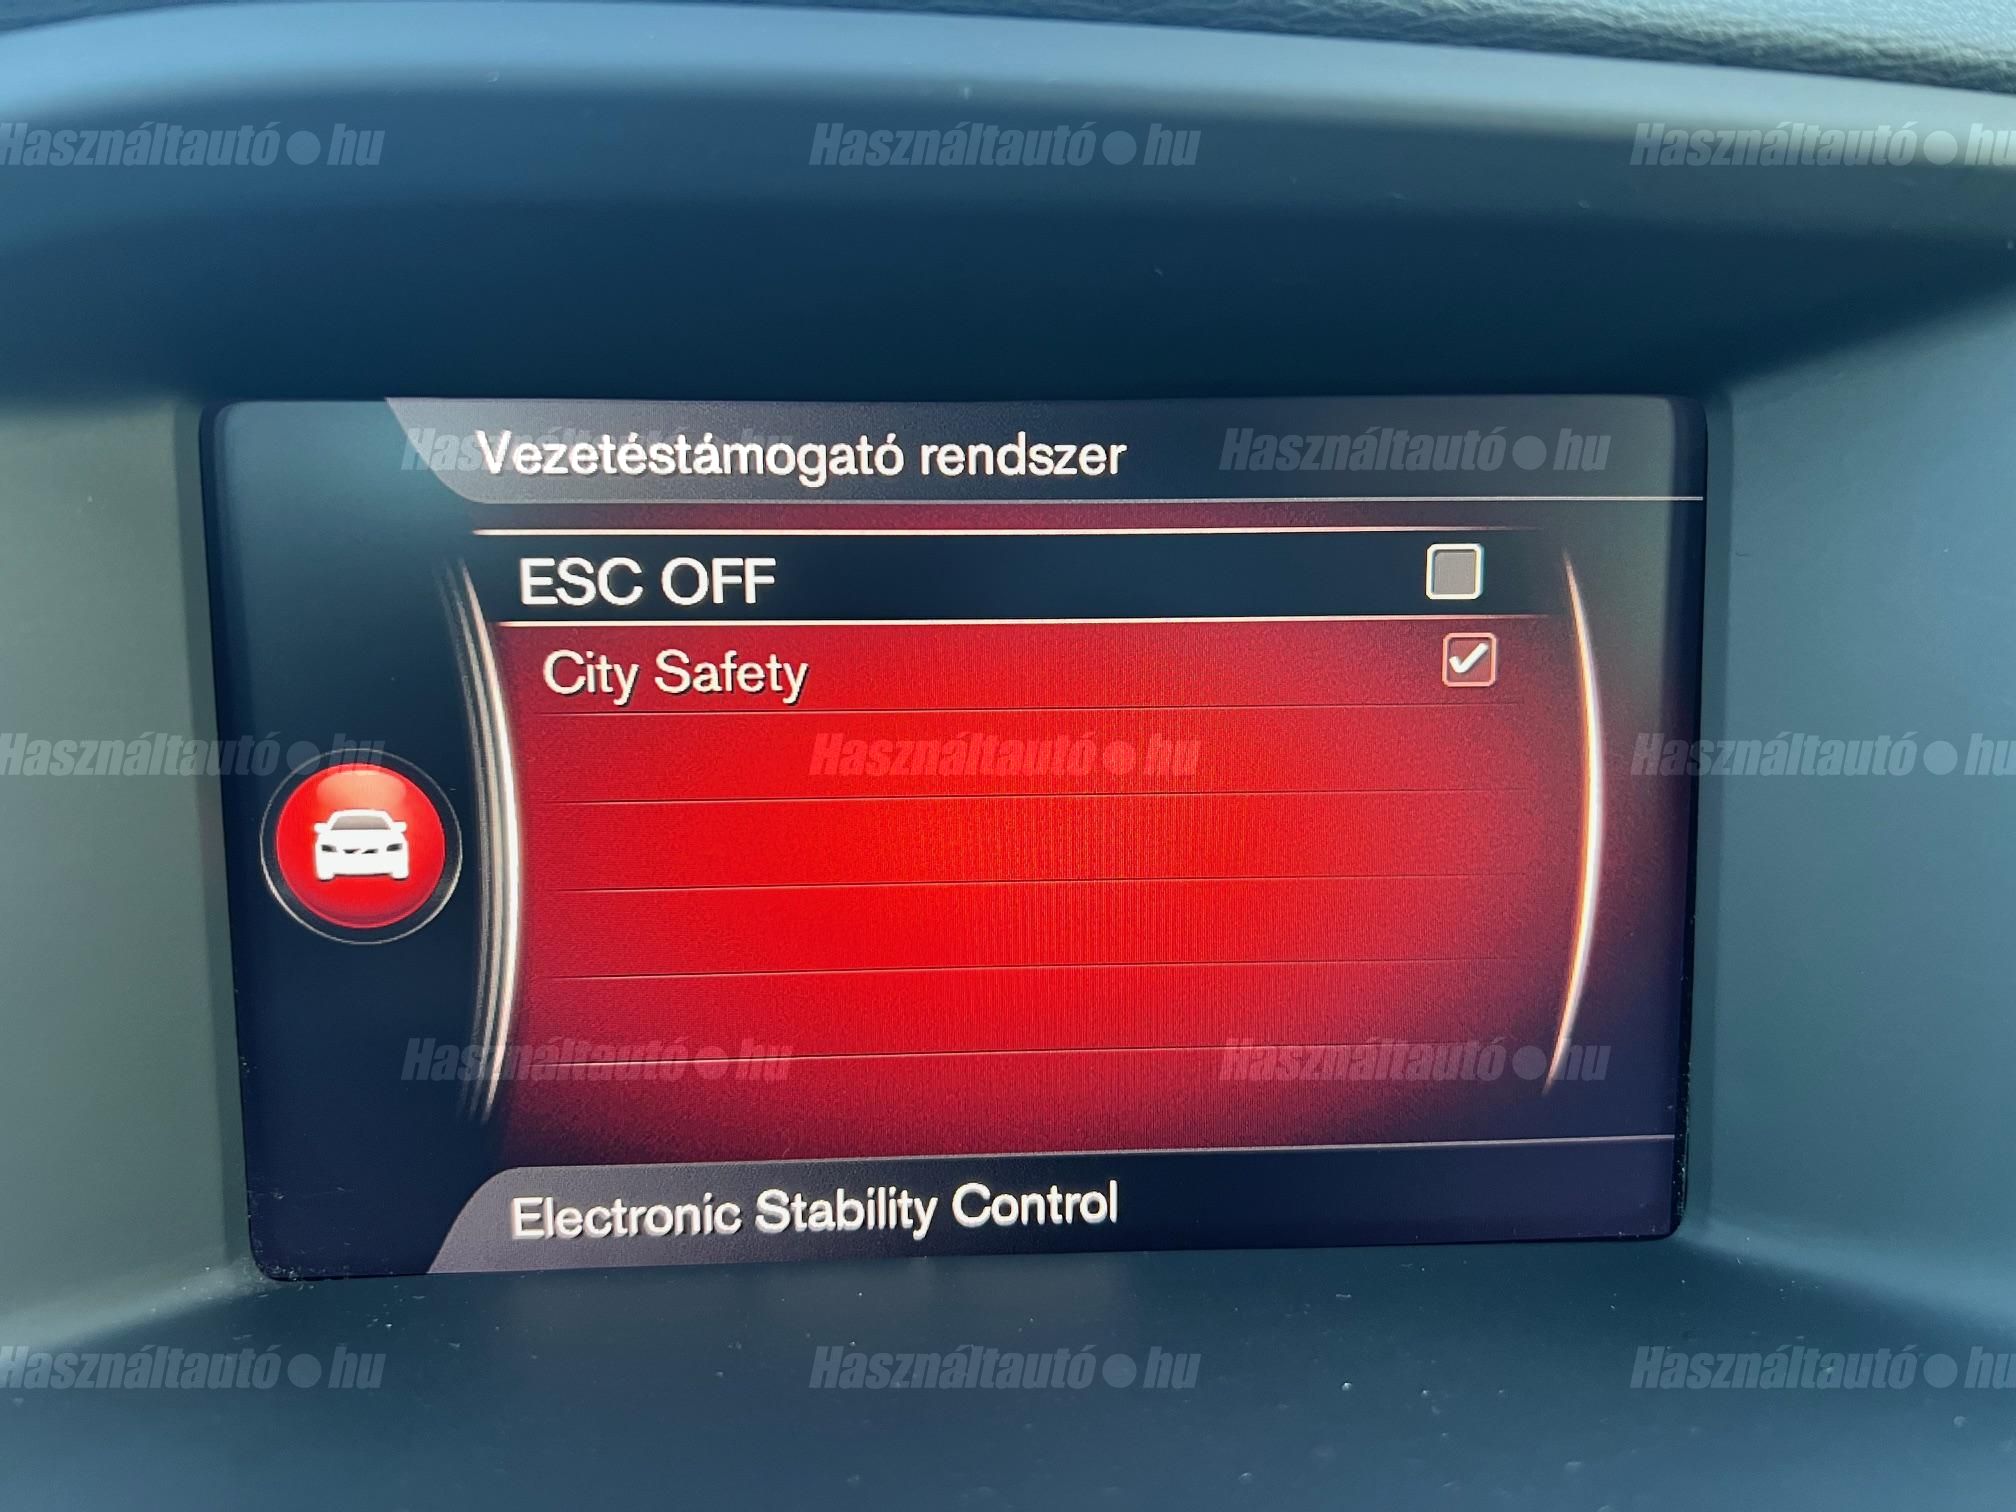 Használtautó●hu Használtautó●hu Használtautó●hu
Vezetéstámogató rendszer
Használtautó●hu Használtautó●hu
ESC OFF
City Safety
Használtautó●hu Használtautó●hu Használtautó●hu
Használtautó●hu Használtautó●hu
Electronic Stability Control
Használtautó●hu Használtautó●hu Használtautó●hu